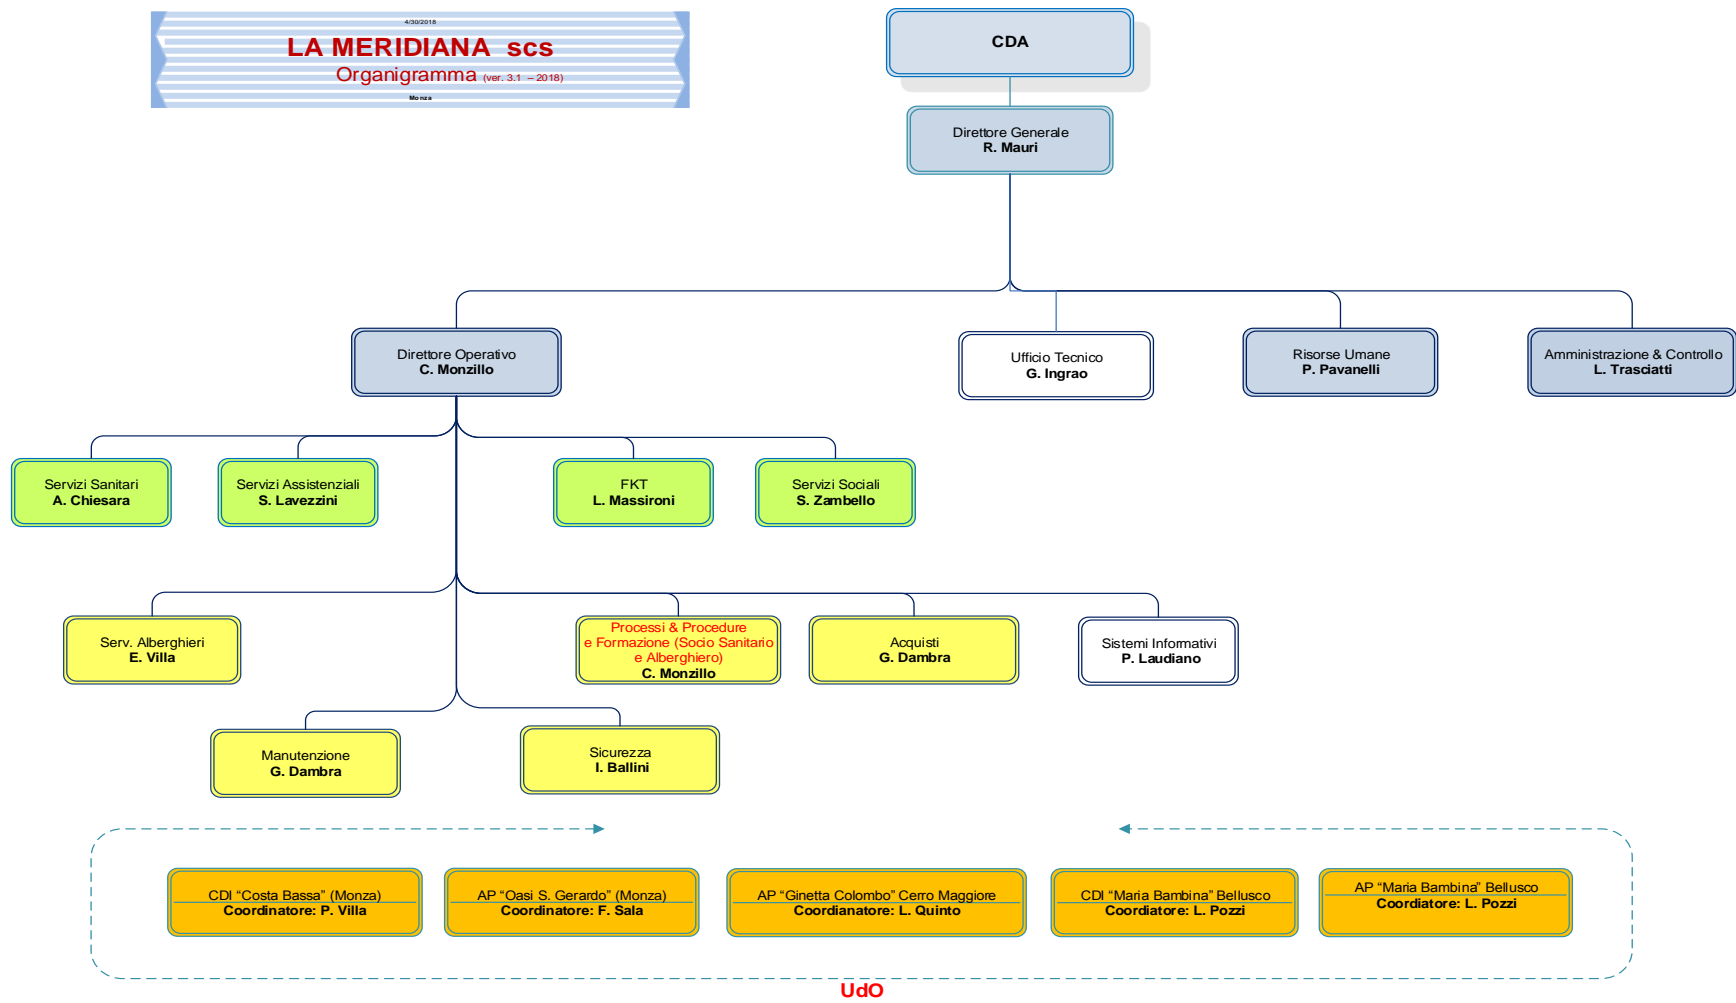 4/30/2018
LA MERIDIANA scs
Organigramma (ver. 3.1 – 2018)
Monza
CDA
Direttore Generale
R. Mauri
Direttore Operativo
C. Monzillo
Ufficio Tecnico
G. Ingrao
Risorse Umane
P. Pavanelli
Amministrazione & Controllo
L. Trasciatti
Servizi Sanitari
A. Chiesara
Servizi Assistenziali
S. Lavezzini
FKT
L. Massironi
Servizi Sociali
S. Zambello
Serv. Alberghieri
E. Villa
Processi & Procedure
e Formazione (Socio Sanitario
e Alberghiero)
C. Monzillo
Acquisti
G. Dambra
Sistemi Informativi
P. Laudiano
Manutenzione
G. Dambra
Sicurezza
I. Ballini
CDI “Costa Bassa” (Monza)
Coordinatore: P. Villa
AP “Oasi S. Gerardo” (Monza)
Coordinatore: F. Sala
AP “Ginetta Colombo” Cerro Maggiore
Coordianatore: L. Quinto
CDI “Maria Bambina” Bellusco
Coordiatore: L. Pozzi
AP “Maria Bambina” Bellusco
Coordiatore: L. Pozzi
UdO